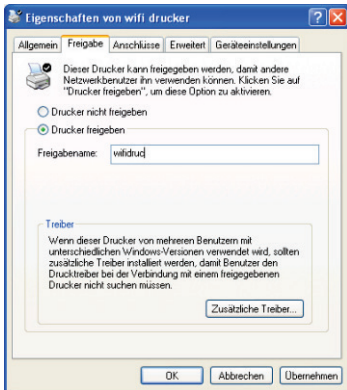 Eigenschaften von wifi drucker
Allgemein Freigabe Anschlüsse Erweitert Geräteeinstellungen
Dieser Drucker kann freigegeben werden, damit andere
Netzwerkbenutzer ihn verwenden können. Klicken Sie auf
"Drucker freigeben", um diese Option zu aktivieren.
Drucker nicht freigeben
Drucker freigeben
Freigabename: wifidruc
Treiber
Wenn dieser Drucker von mehreren Benutzern mit
unterschiedlichen Windows-Versionen verwendet wird, sollten
zusätzliche Treiber installiert werden, damit Benutzer den
Drucktreiber bei der Verbindung mit einem freigegebenen
Drucker nicht suchen müssen.
Zusätzliche Treiber...
OK Abbrechen Übernehmen